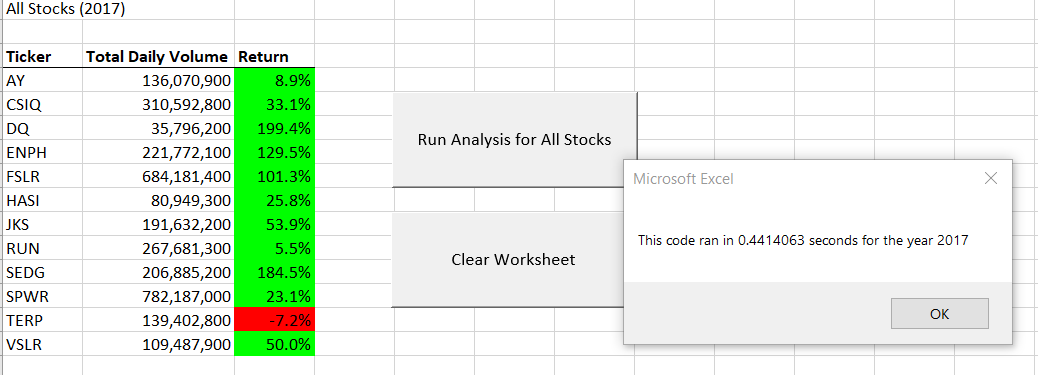 All Stocks (2017)
Ticker Total Daily Volume Return
AY 136,070,900 8.9%
CSIQ 310,592,800 33.1%
DQ 35,796,200 199.4%
ENPH 221,772,100 129.5%
FSLR 684,181,400 101.3%
HASI 80,949,300 25.8%
JKS 191,632,200 53.9%
RUN 267,681,300 5.5%
SEDG 206,885,200 184.5%
SPWR 782,187,000 23.1%
TERP 139,402,800 -7.2%
VSLR 109,487,900 50.0%
Run Analysis for All Stocks
Clear Worksheet
Microsoft Excel
This code ran in 0.4414063 seconds for the year 2017
OK